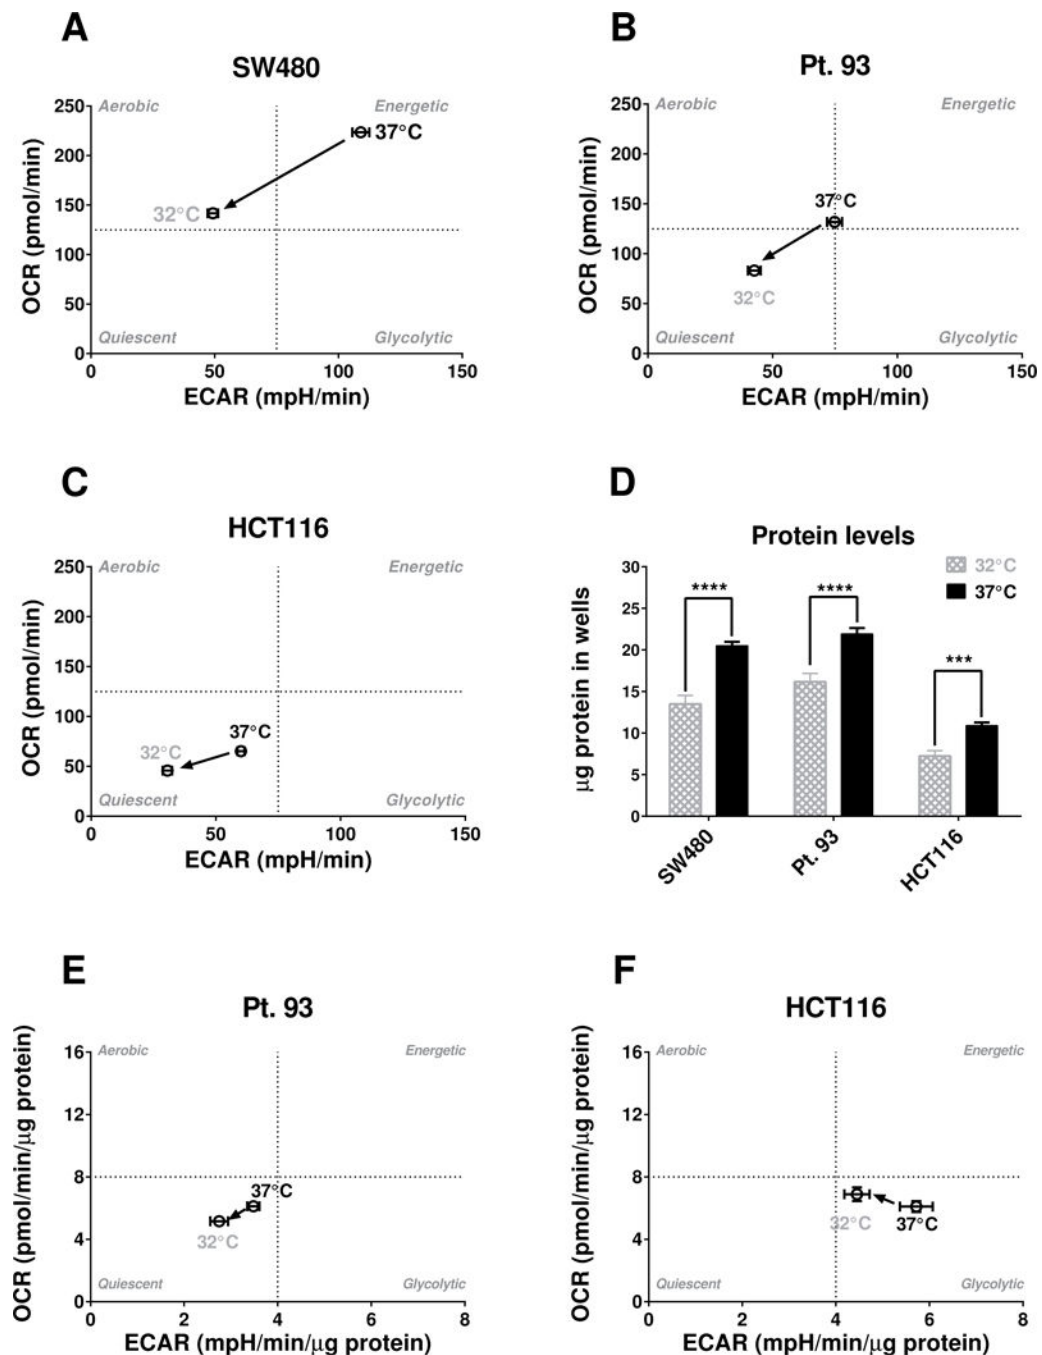 A
SW480
Aerobic
Energetic
37°C
32°C
Quiescent
Glycolytic
OCR (pmol/min)
250
200
150
100
50
0
0 50 100 150
ECAR (mpH/min)
B
Pt. 93
Aerobic
Energetic
37°C
32°C
Quiescent
Glycolytic
OCR (pmol/min)
250
200
150
100
50
0
0 50 100 150
ECAR (mpH/min)
C
HCT116
Aerobic
Energetic
37°C
32°C
Quiescent
Glycolytic
OCR (pmol/min)
250
200
150
100
50
0
0 50 100 150
ECAR (mpH/min)
D
Protein levels
32°C
37°C
****
****
***
µg protein in wells
30
25
20
15
10
5
0
SW480
Pt. 93
HCT116
E
Pt. 93
Aerobic
Energetic
37°C
32°C
Quiescent
Glycolytic
OCR (pmol/min/µg protein)
16
12
8
4
0
0 2 4 6 8
ECAR (mpH/min/µg protein)
F
HCT116
Aerobic
Energetic
32°C
37°C
Quiescent
Glycolytic
OCR (pmol/min/µg protein)
16
12
8
4
0
0 2 4 6 8
ECAR (mpH/min/µg protein)